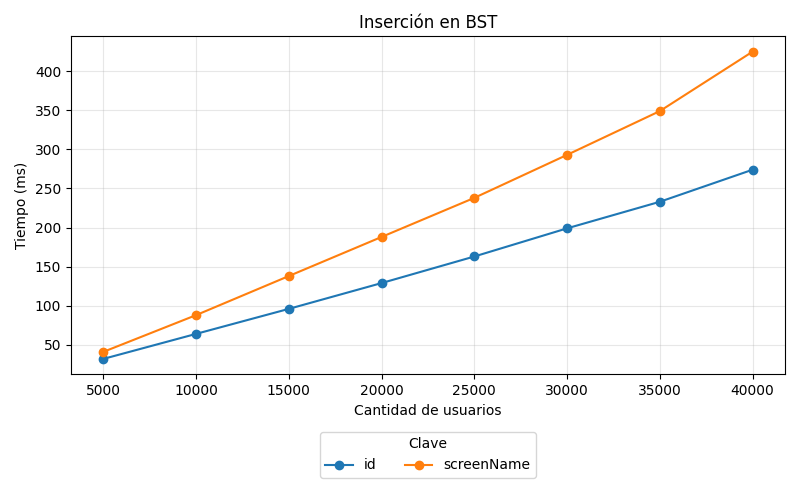 Inserción en BST
Tiempo (ms)
400
350
300
250
200
150
100
50
5000 10000 15000 20000 25000 30000 35000 40000
Cantidad de usuarios
Clave
id screenName